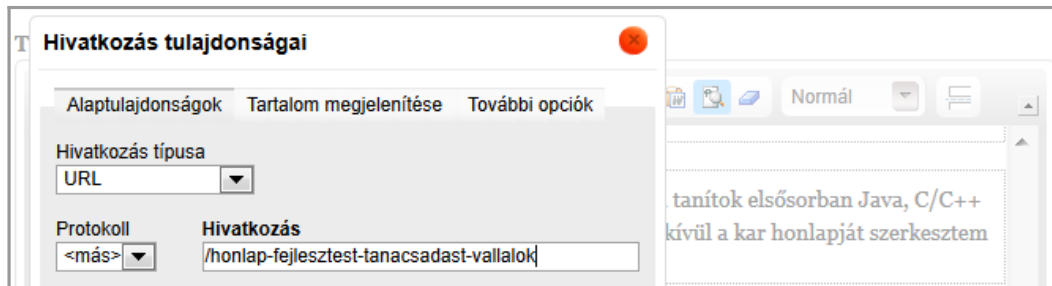 T
Hivatkozás tulajdonságai
Alaptulajdonságok Tartalom megjelenítése További opciók
Normál
Hivatkozás típusa
URL
tanítok elsősorban Java, C/C++
Protokoll Hivatkozás
kívül a kar honlapját szerkesztem
<más> /honlap-fejlesztest-tanacsadast-vallalok